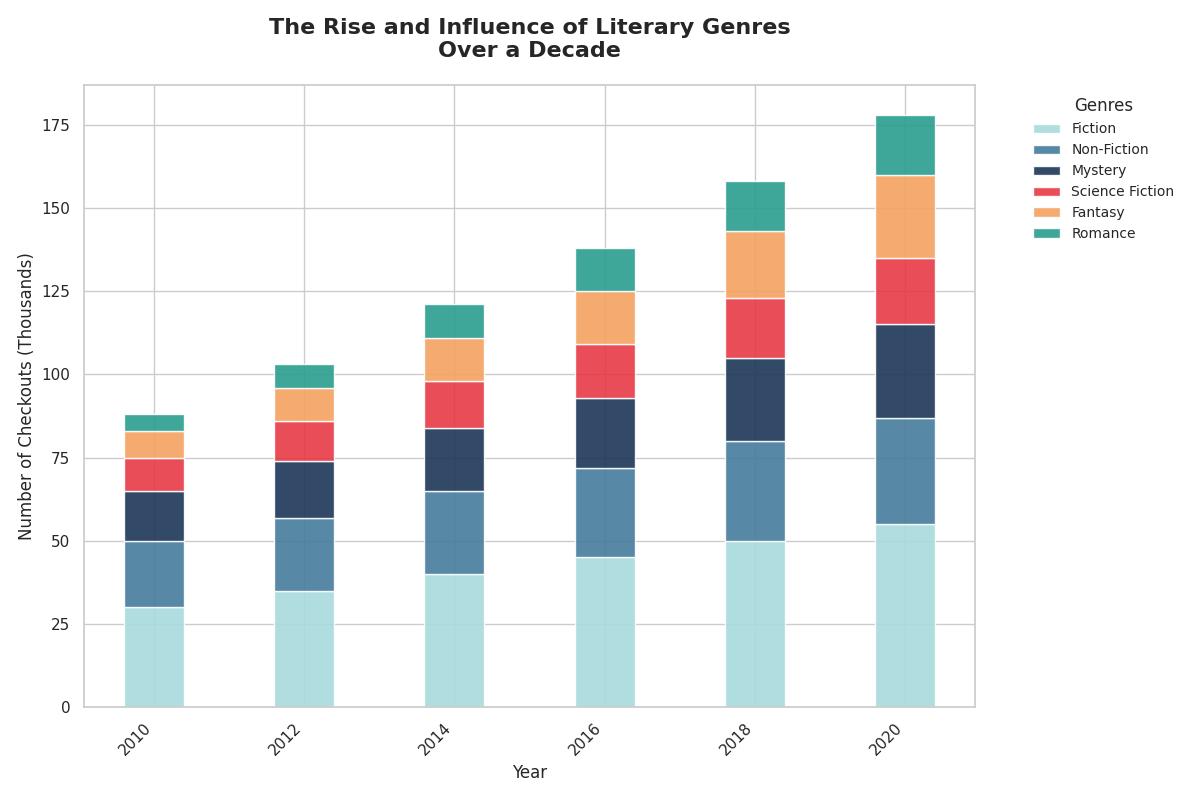 The Rise and Influence of Literary Genres
Over a Decade
Genres
Fiction
Non-Fiction
Mystery
Science Fiction
Fantasy
Romance
Number of Checkouts (Thousands)
175
150
125
100
75
50
25
0
2010
2012
2014
2016
2018
2020
Year